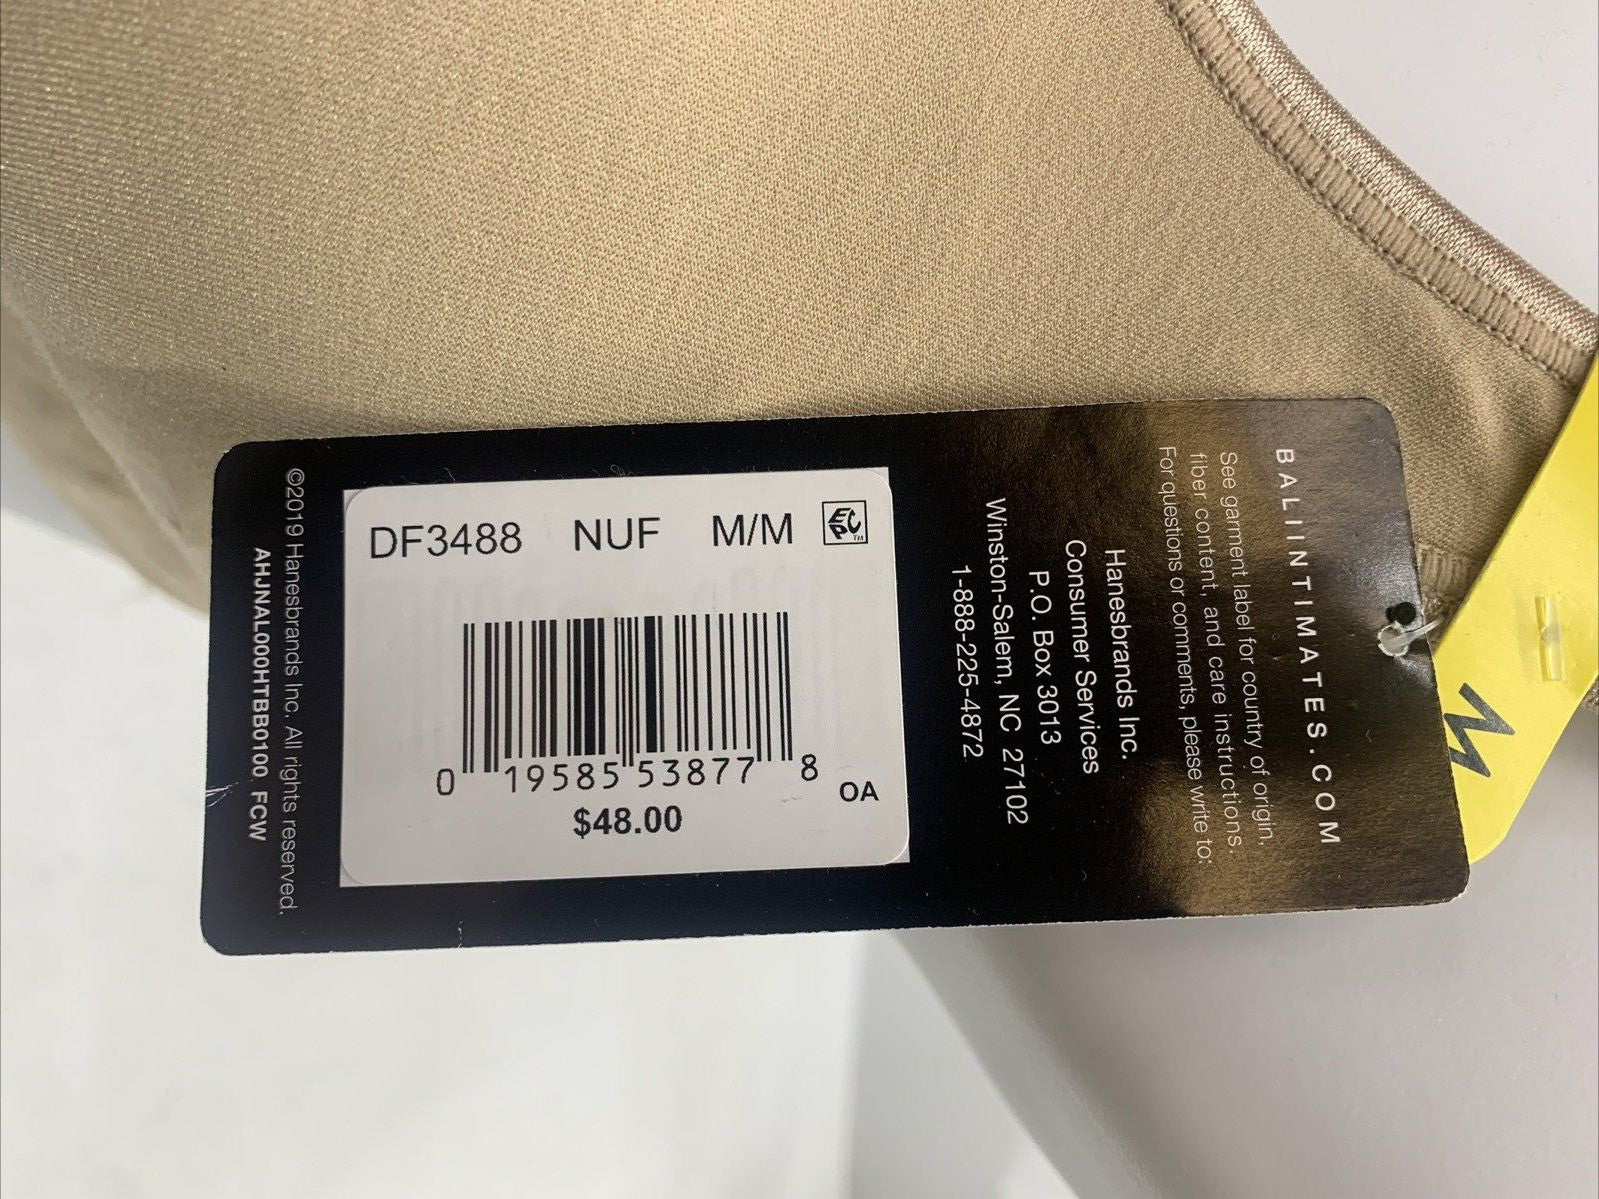 DF3488 NUF M/M EPC TM
0 19585 53877 8 OA
$48.00
BALIINTIMATES.COM
See garment label for country of origin,
fiber content, and care instructions.
For questions or comments, please write to:
Hanesbrands Inc.
Consumer Services
P.O. Box 3013
Winston-Salem, NC 27102
1-888-225-4872
©2019 Hanesbrands Inc. All rights reserved.
AHJNAL000HTBB0100 FCW
M